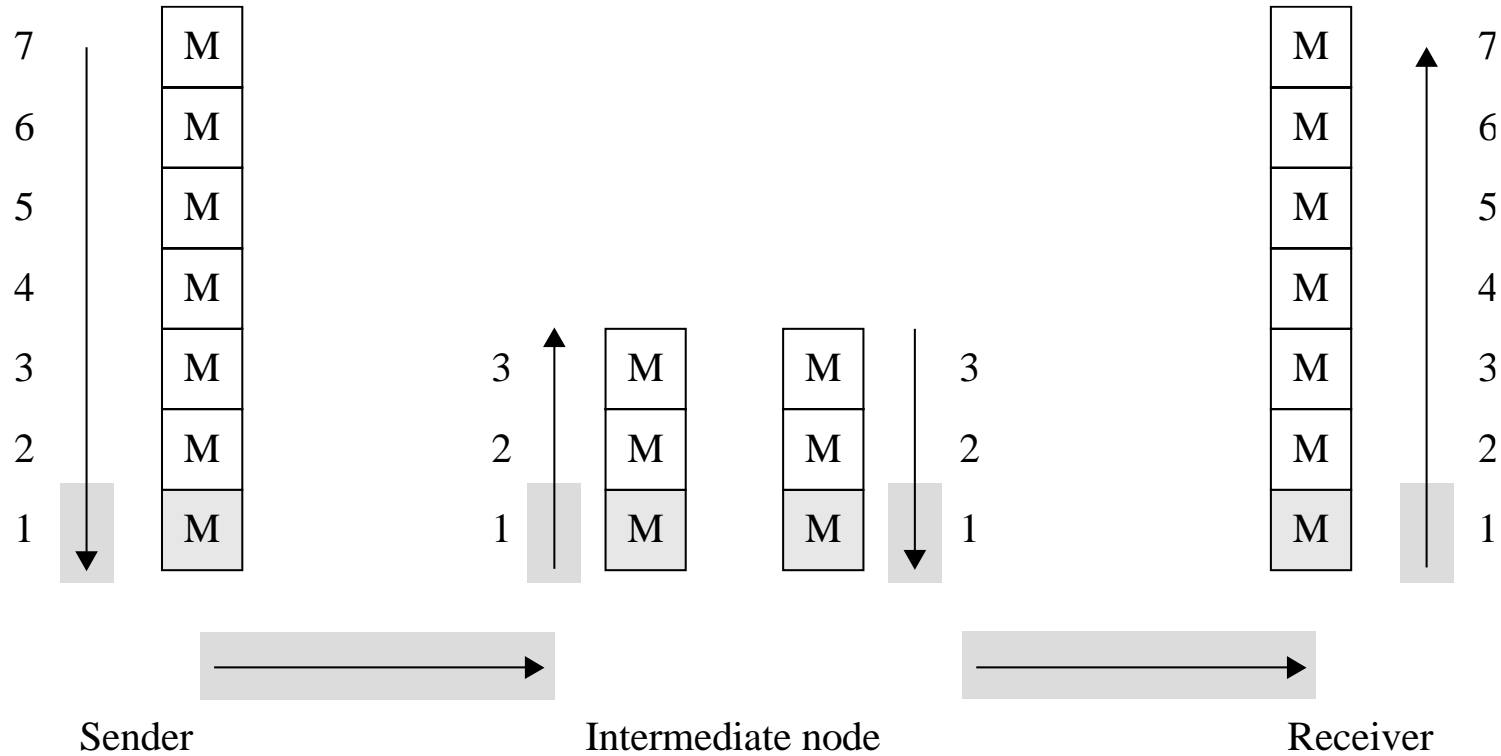 7 M M 7
6 M M 6
5 M M 5
4 M M 4
3 M 3 M M 3 M 3
2 M 2 M M 2 M 2
1 M 1 M M 1 M 1
Sender Intermediate node Receiver